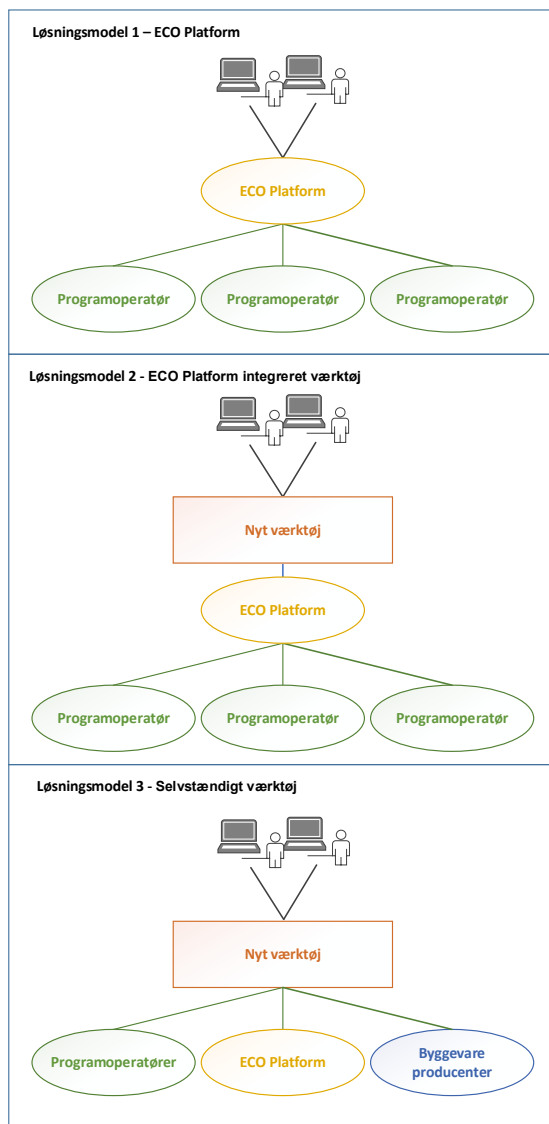 Løsningsmodel 1 – ECO Platform
ECO Platform
Programoperatør Programoperatør Programoperatør
Løsningsmodel 2 - ECO Platform integreret værktøj
Nyt værktøj
ECO Platform
Programoperatør Programoperatør Programoperatør
Løsningsmodel 3 - Selvstændigt værktøj
Nyt værktøj
Programoperatører ECO Platform Byggevare
producenter